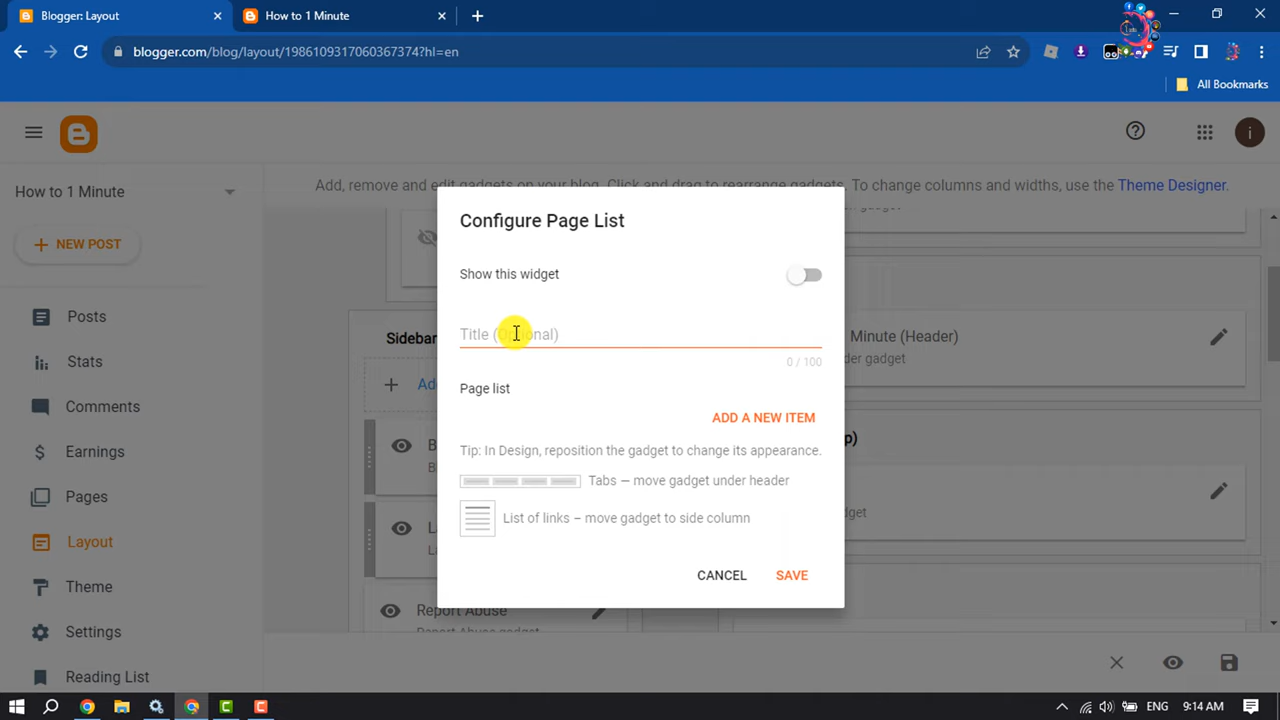 Blogger: Layout
How to 1 Minute
blogger.com/blog/layout/1986109317060367374?hl=en
All Bookmarks
How to 1 Minute
Add, remove and edit gadgets on your blog. Click and drag to rearrange gadgets. To change columns and widths, use the Theme Designer.
NEW POST
Posts
Stats
Comments
Earnings
Pages
Layout
Theme
Settings
Reading List
Configure Page List
Show this widget
Title (Optional)
0 / 100
Page list
ADD A NEW ITEM
Tip: In Design, reposition the gadget to change its appearance.
Tabs — move gadget under header
List of links – move gadget to side column
CANCEL
SAVE
Minute (Header)
Report Abuse
ENG
9:14 AM